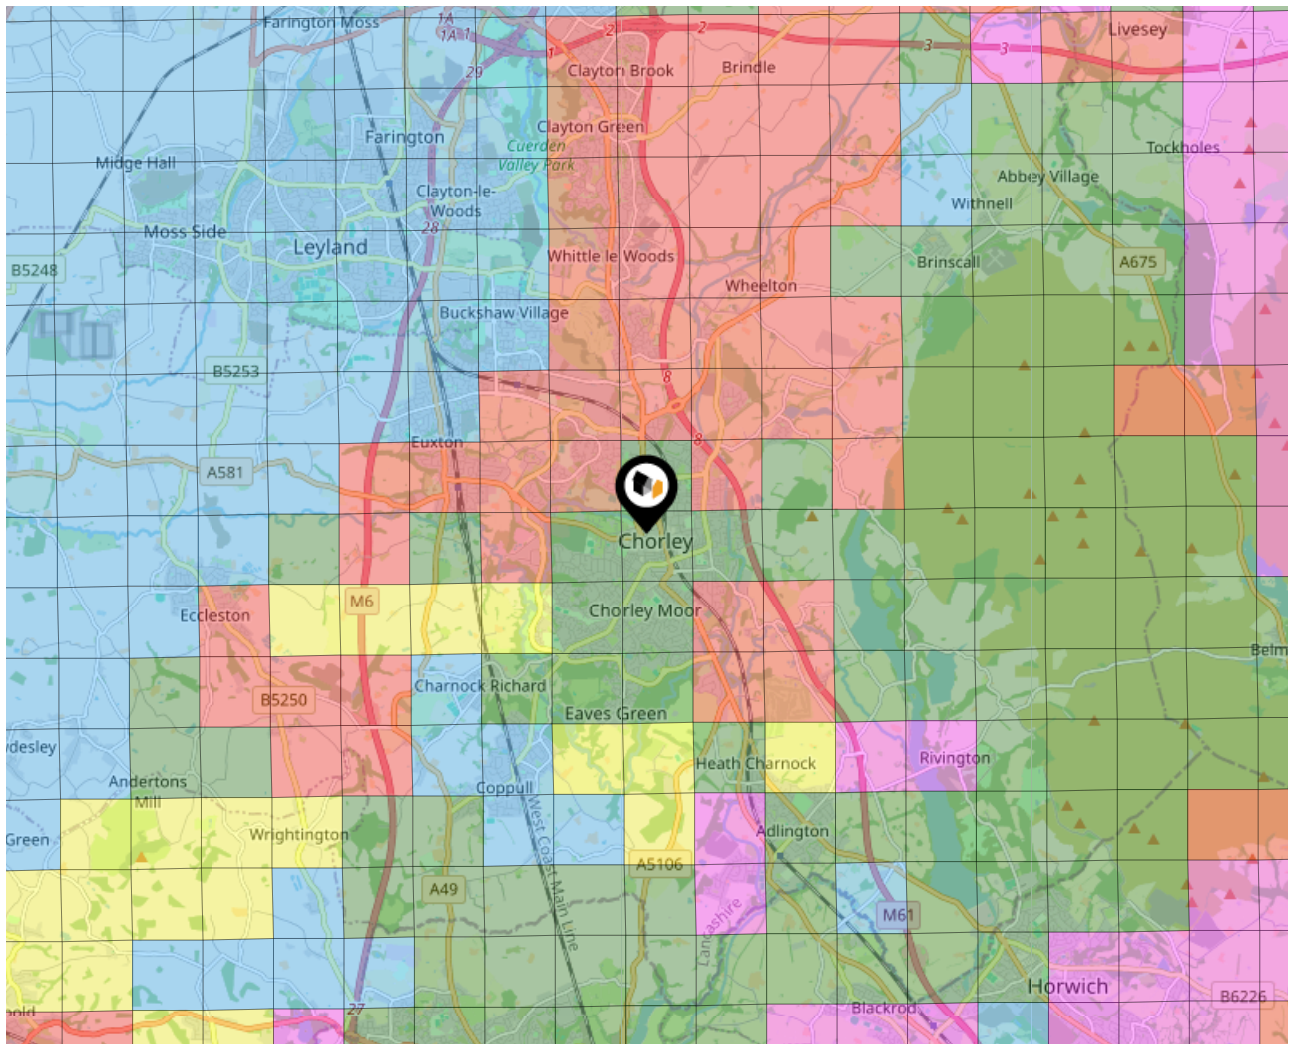 Farington Moss
1A
1A 1
2
2
1
3
3
Livesey
29
Clayton Brook
Brindle
Clayton Green
Farington
Cuerden
Valley Park
Midge Hall
Tockholes
Abbey Village
Clayton-le-
Woods
Withnell
28
Moss Side
Leyland
Whittle le Woods
B5248
Brinscall
A675
Wheelton
Buckshaw Village
B5253
8
8
Euxton
A581
Chorley
M6
Eccleston
Chorley Moor
Belm
Charnock Richard
B5250
Eaves Green
ydesley
Heath Charnock
Rivington
Andertons
Mill
Coppull
Green
Wrightington
Adlington
West Coast Main Line
A5106
A49
M61
Lancashire
Horwich
B6226
27
Blackrod